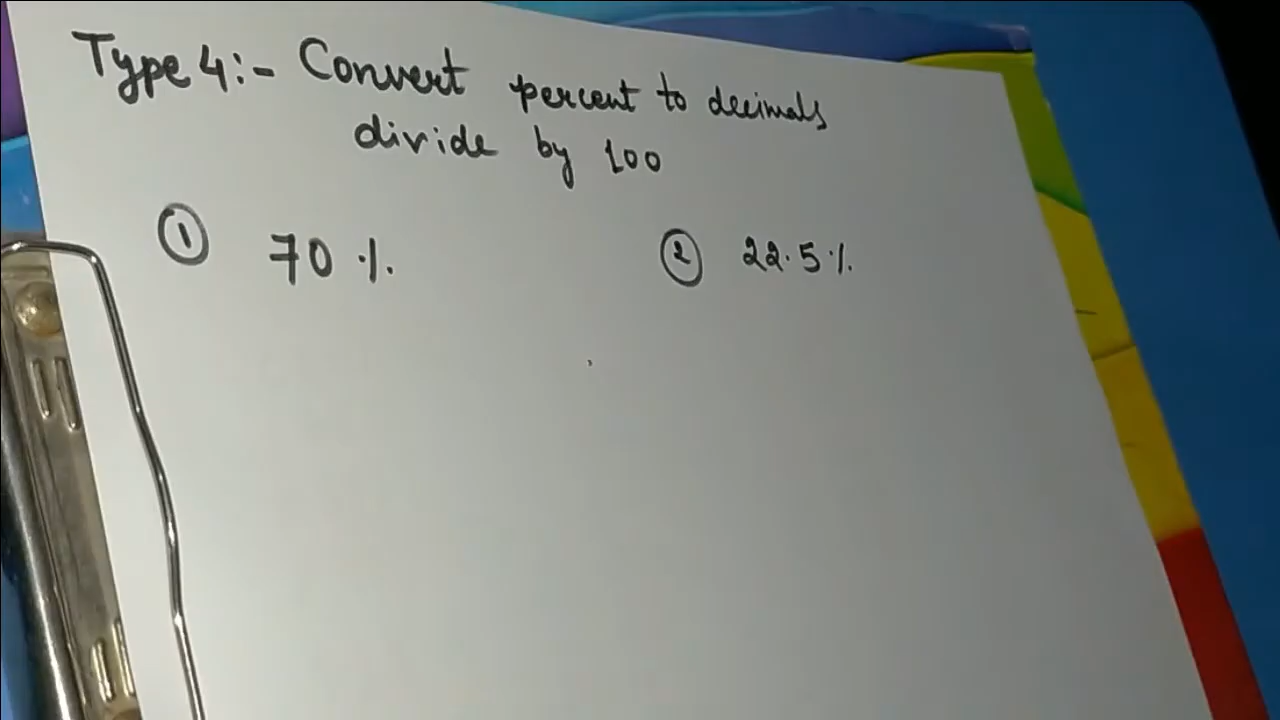 Type 4:- Convert percent to decimals
divide by 100
① 70 %. ② 22.5 %.